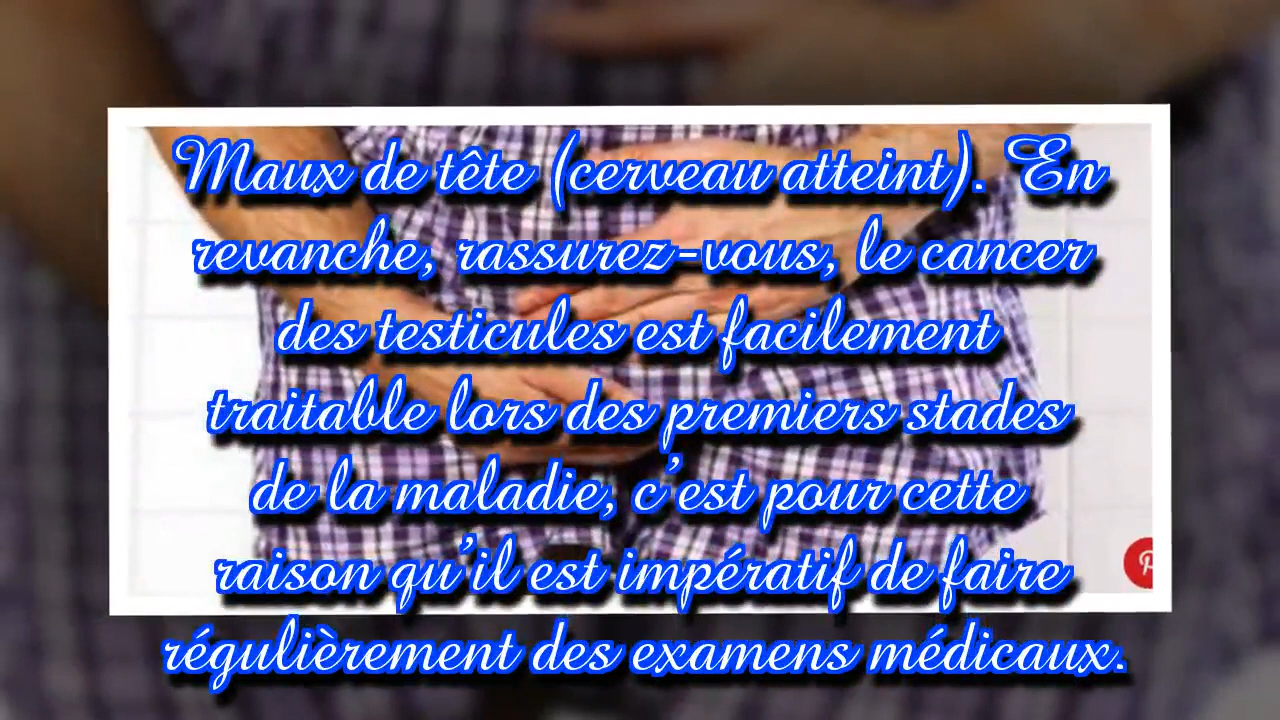 Maux de tête (cerveau atteint). En
revanche, rassurez-vous, le cancer
des testicules est facilement
traitable lors des premiers stades
de la maladie, c'est pour cette
raison qu'il est impératif de faire
régulièrement des examens médicaux.